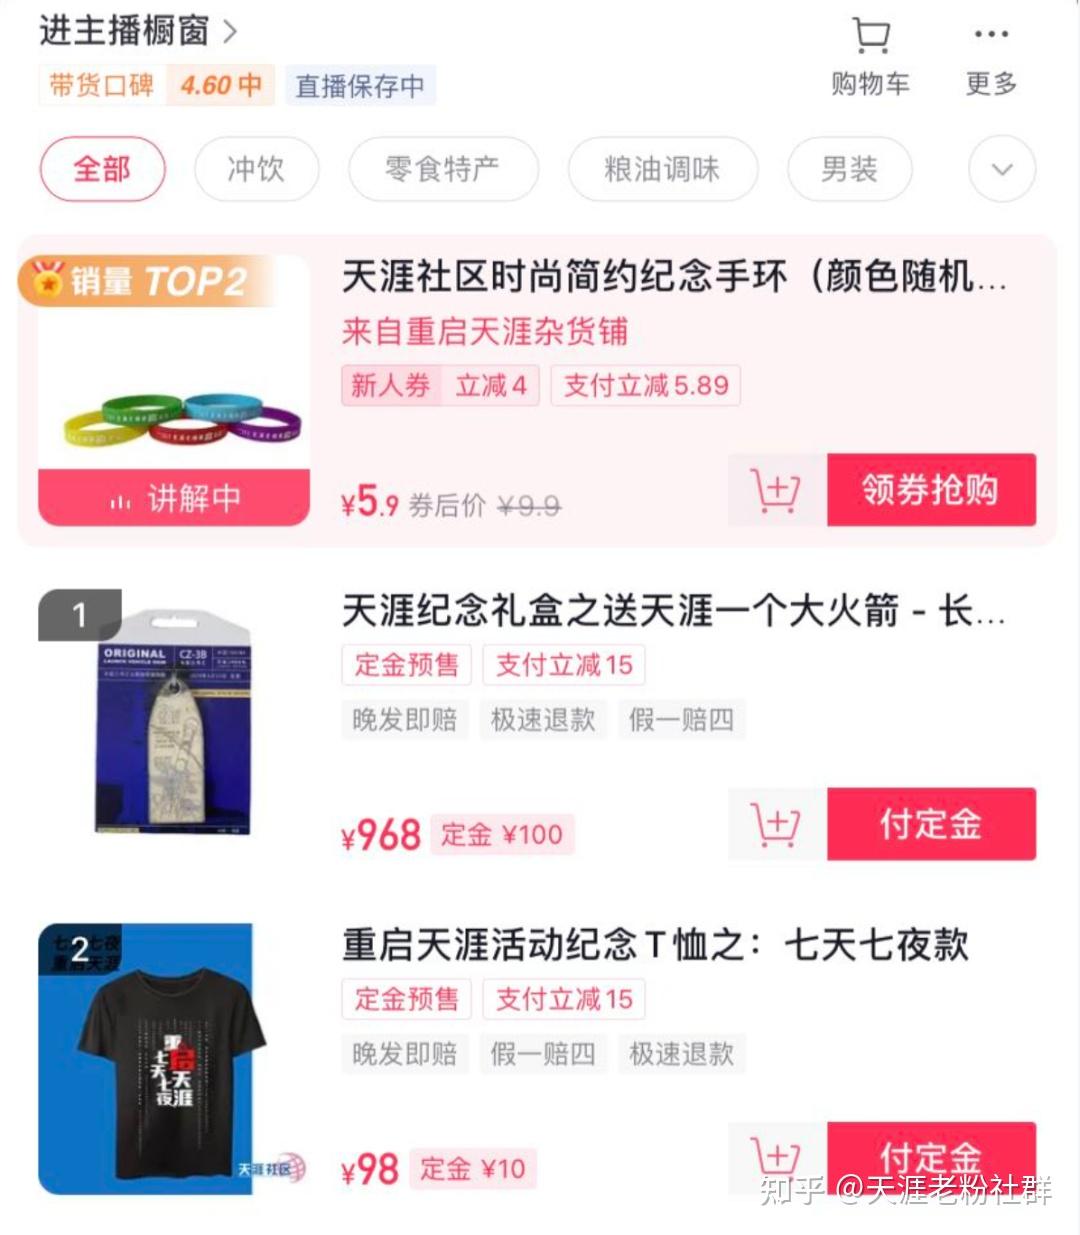 进主播橱窗 >
购物车
更多
带货口碑 4.60 中 直播保存中
全部 冲饮 零食特产 粮油调味 男装
销量 TOP2
天涯社区时尚简约纪念手环（颜色随机...
来自重启天涯杂货铺
新人券 立减4 支付立减5.89
讲解中
¥5.9 券后价 ¥9.9
领券抢购
1
ORIGINAL
CZ-3B
LAUNCH VEHICLE SKIN
天涯纪念礼盒之送天涯一个大火箭 - 长...
定金预售 支付立减15
晚发即赔 极速退款 假一赔四
¥968 定金 ¥100
付定金
2
七天七夜
重启天涯
重启天涯
七天七夜
天涯社区
重启天涯活动纪念T恤之：七天七夜款
定金预售 支付立减15
晚发即赔 假一赔四 极速退款
¥98 定金 ¥10
付定金
知乎 @天涯老粉社群